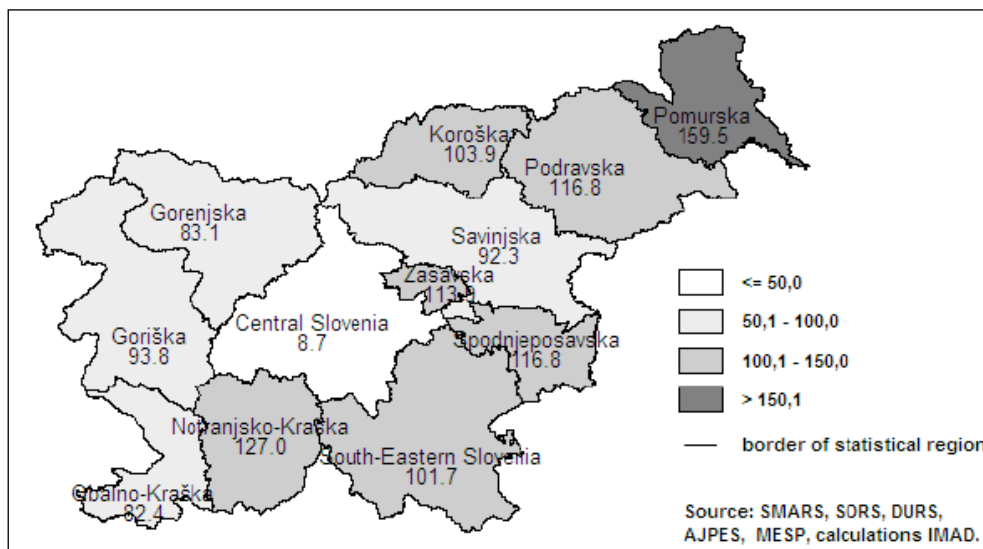 Pomurska
159.5
Koroška
103.9
Podravska
116.8
Gorenjska
83.1
Savinjska
92.3
Zasavska
Central Slovenia
8.7
Goriška
93.8
Spodnjeposavska
116.8
Notranjsko-Kraška
127.0
South-Eastern Slovenia
101.7
Obalno-Kraška
82.4
<= 50,0
50,1 - 100,0
100,1 - 150,0
> 150,1
border of statistical region
Source: SMARS, SORS, DURS,
AJPES, MESP, calculations IMAD.